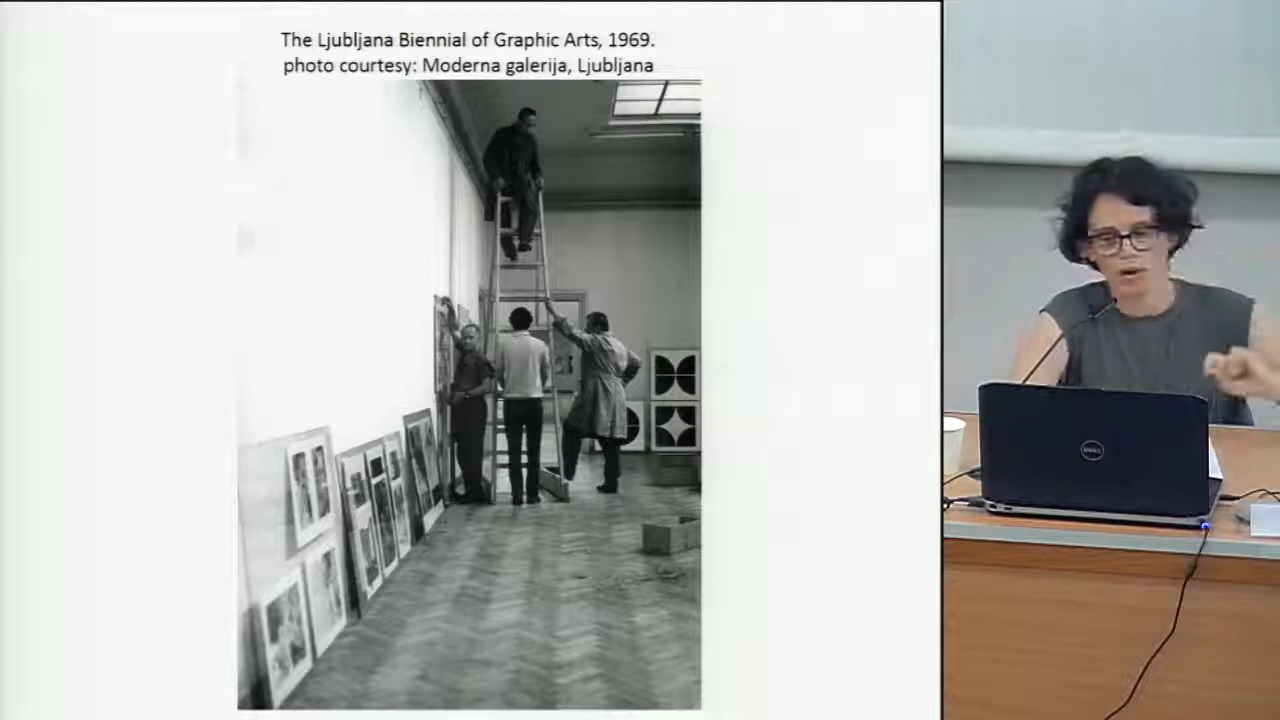 The Ljubljana Biennial of Graphic Arts, 1969.
photo courtesy: Moderna galerija, Ljubljana
DELL